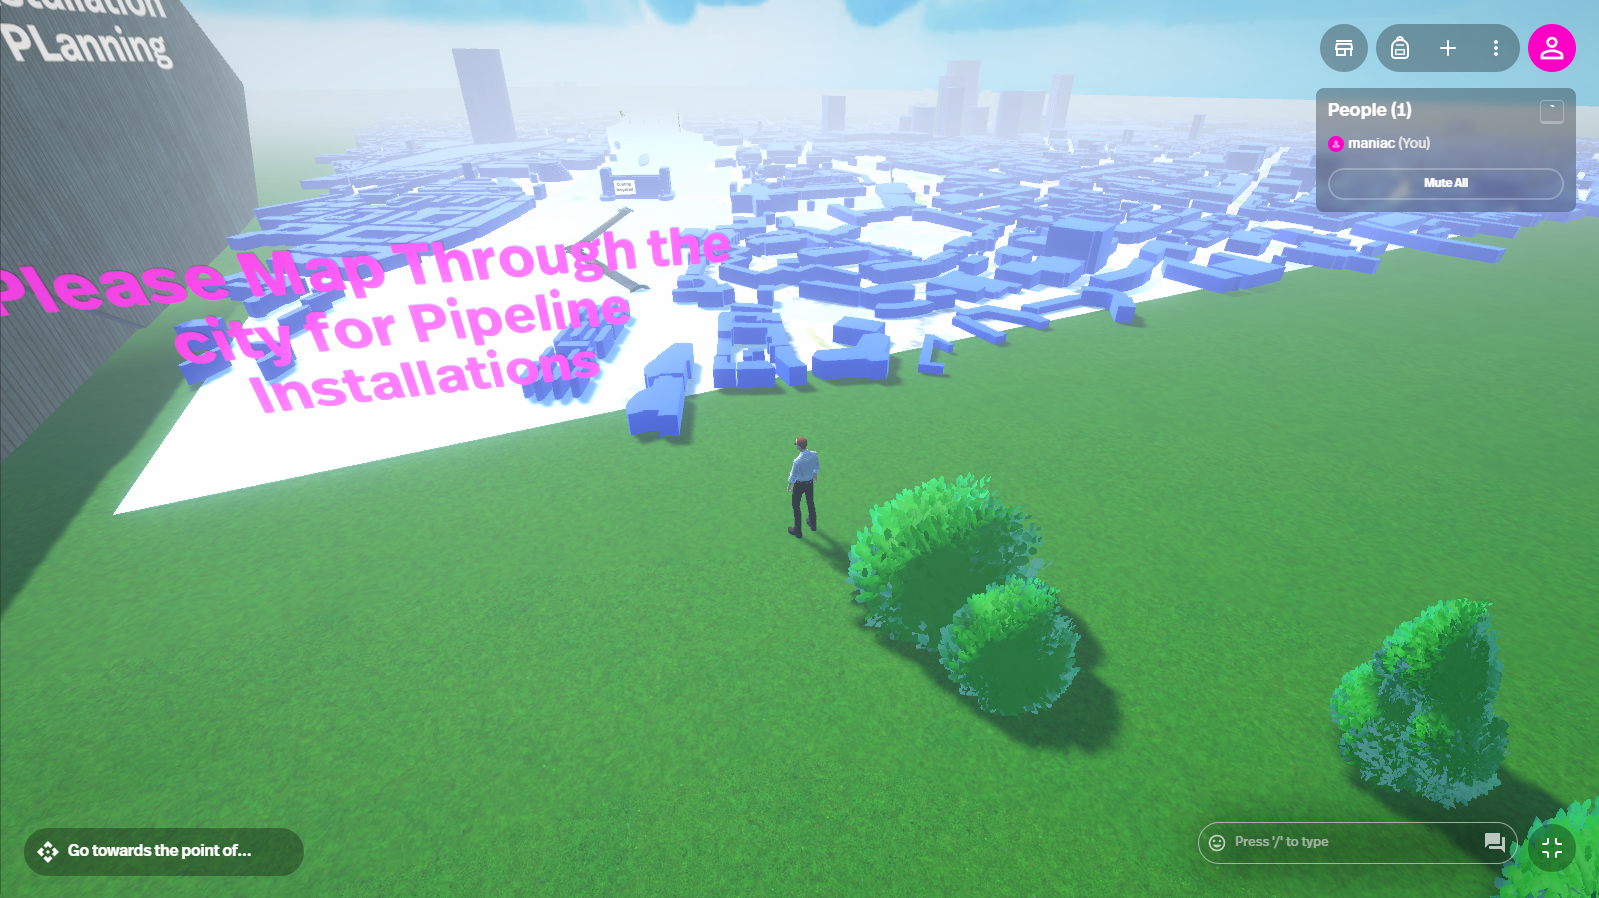 PLanning
People (1)
maniac (You)
Mute All
Please Map Through the
city for Pipeline
Installations
Go towards the point of...
Press '/' to type